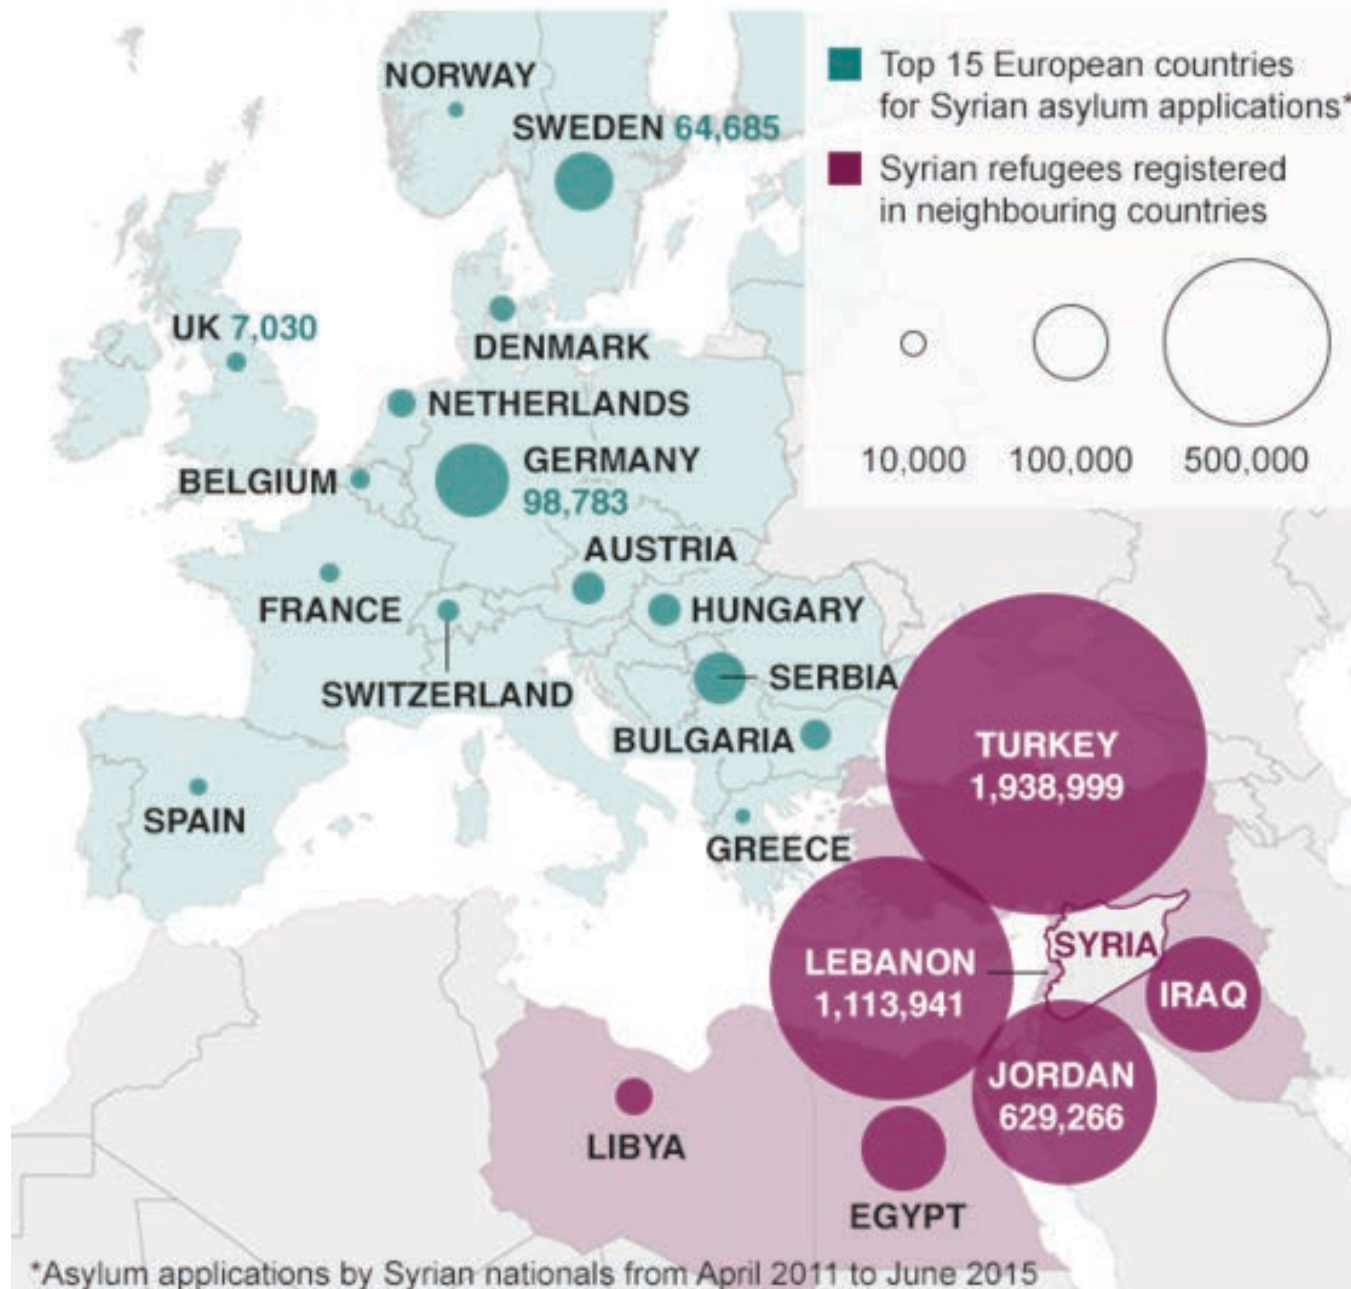 NORWAY
SWEDEN 64,685
UK 7,030
DENMARK
NETHERLANDS
BELGIUM
GERMANY
98,783
AUSTRIA
FRANCE
HUNGARY
SWITZERLAND
SERBIA
BULGARIA
SPAIN
GREECE
Top 15 European countries
for Syrian asylum applications*
Syrian refugees registered
in neighbouring countries
10,000 100,000 500,000
TURKEY
1,938,999
LEBANON
1,113,941
SYRIA
IRAQ
JORDAN
629,266
LIBYA
EGYPT
*Asylum applications by Syrian nationals from April 2011 to June 2015